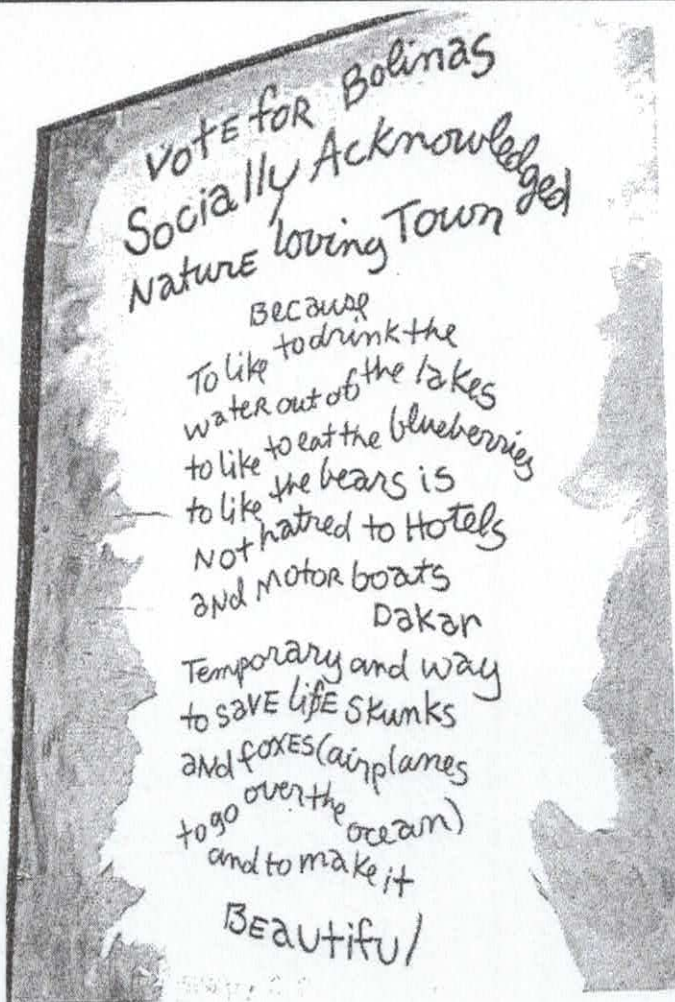 VOTE foR Bolinas
Socially Acknowledged
NatuRE loving Town
BECause
To like to drink the
wateR out of the lakes
to like to eat the blueberries
to like the bears is
Not hatred to Hotels
and MOTOR boats
Dakar
Temporary and way
to SAVE lifE Skunks
aNd foxES (airplanes
to go over the
ocean)
and to make it
BEautiful